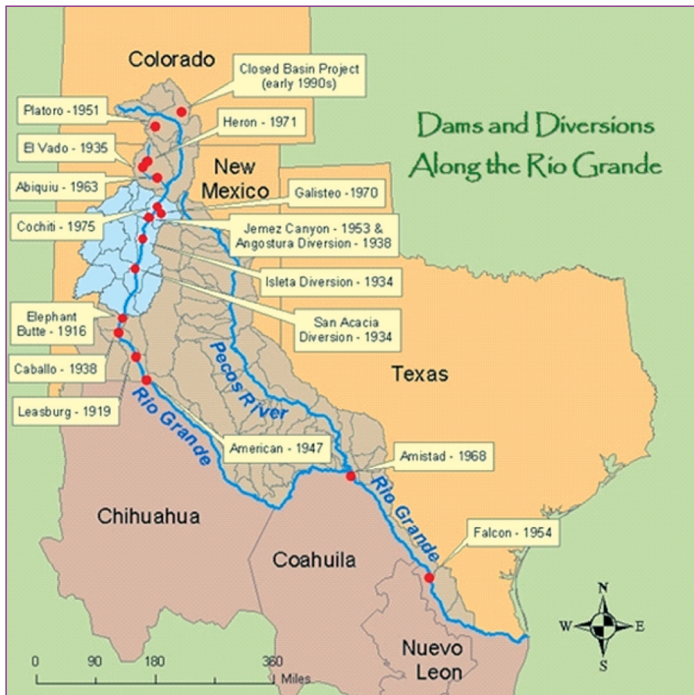 Colorado
Closed Basin Project
(early 1990s)
Platoro - 1951
Heron - 1971
Dams and Diversions
Along the Rio Grande
El Vado - 1935
New
Mexico
Abiquiu - 1963
Galisteo - 1970
Cochiti - 1975
Jemez Canyon - 1953 &
Angostura Diversion - 1938
Isleta Diversion - 1934
Elephant
Butte - 1916
San Acacia
Diversion - 1934
Caballo - 1938
Pecos River
Texas
Leasburg - 1919
Rio Grande
American - 1947
Amistad - 1968
Rio Grande
Chihuahua
Falcon - 1954
Coahuila
N
W
E
S
Nuevo
Leon
0 90 180 360
Miles